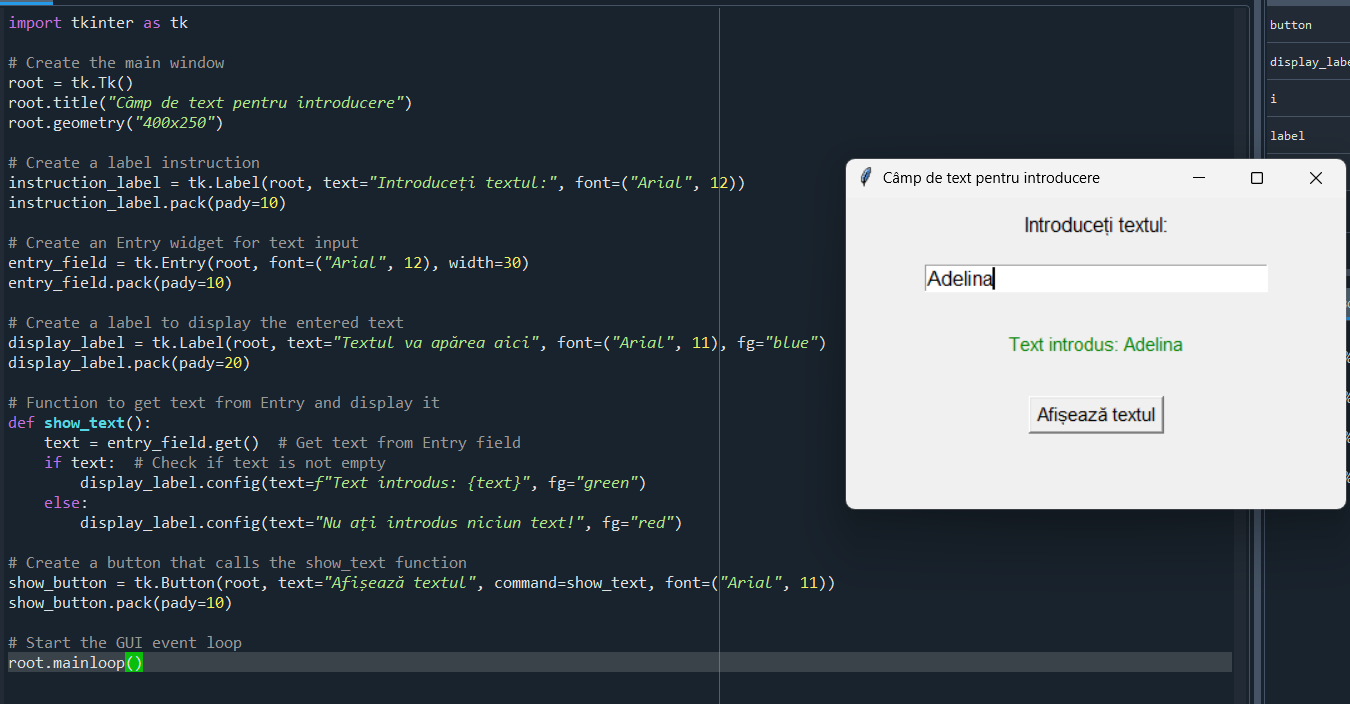 import tkinter as tk
# Create the main window
root = tk.Tk()
root.title("Câmp de text pentru introducere")
root.geometry("400x250")
# Create a label instruction
instruction_label = tk.Label(root, text="Introduceți textul:", font=("Arial", 12))
instruction_label.pack(pady=10)
# Create an Entry widget for text input
entry_field = tk.Entry(root, font=("Arial", 12), width=30)
entry_field.pack(pady=10)
# Create a label to display the entered text
display_label = tk.Label(root, text="Textul va apărea aici", font=("Arial", 11), fg="blue")
display_label.pack(pady=20)
# Function to get text from Entry and display it
def show_text():
    text = entry_field.get()  # Get text from Entry field
    if text:  # Check if text is not empty
        display_label.config(text=f"Text introdus: {text}", fg="green")
    else:
        display_label.config(text="Nu ați introdus niciun text!", fg="red")
# Create a button that calls the show_text function
show_button = tk.Button(root, text="Afișează textul", command=show_text, font=("Arial", 11))
show_button.pack(pady=10)
# Start the GUI event loop
root.mainloop()
Câmp de text pentru introducere
Introduceți textul:
Adelina
Text introdus: Adelina
Afișează textul
button
display_labe
i
label